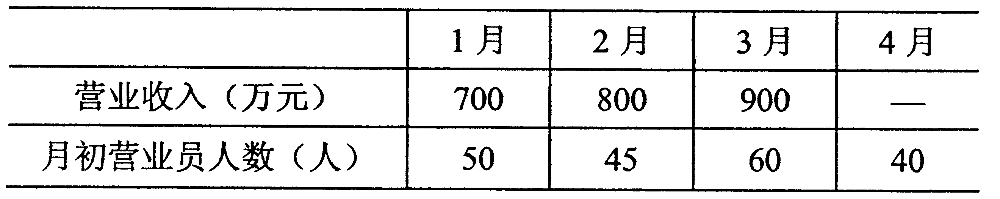 1月 2月 3月 4月
营业收入（万元） 700 800 900 —
月初营业员人数（人） 50 45 60 40